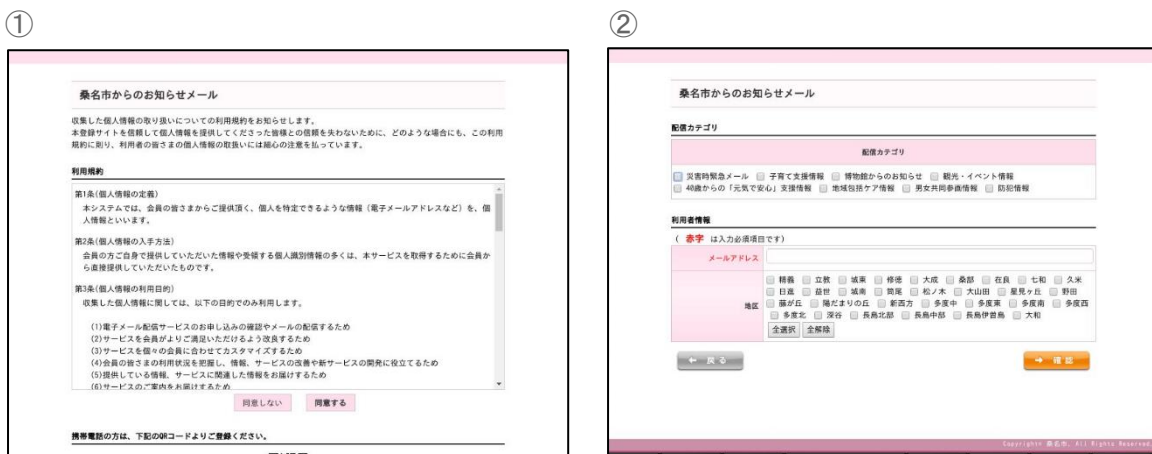 ①
桑名市からのお知らせメール
収集した個人情報の取り扱いについての利用規約をお知らせします。
本登録サイトを信頼して個人情報を提供してくださった皆様との信頼を失わないために、どのような場合にも、この利用
規約に則り、利用者の皆さまの個人情報の取扱いには細心の注意を払っています。
利用規約
第1条(個人情報の定義)
本システムでは、会員の皆さまからご提供頂く、個人を特定できるような情報（電子メールアドレスなど）を、個
人情報といいます。
第2条(個人情報の入手方法)
会員の方ご自身で提供していただいた情報や受領する個人識別情報の多くは、本サービスを取得するために会員か
ら直接提供していただいたものです。
第3条(個人情報の利用目的)
収集した個人情報に関しては、以下の目的でのみ利用します。
(1)電子メール配信サービスのお申し込みの確認やメールの配信するため
(2)サービスを会員がよりご満足いただけるよう改良するため
(3)サービスを個々の会員に合わせてカスタマイズするため
(4)会員の皆さまの利用状況を把握し、情報、サービスの改善や新サービスの開発に役立てるため
(5)提供している情報、サービスに関連した情報をお届けするため
(6)サービスのご案内をお届けするため
同意しない 同意する
携帯電話の方は、下記のQRコードよりご登録ください。
②
桑名市からのお知らせメール
配信カテゴリ
配信カテゴリ
災害時緊急メール 子育て支援情報 博物館からのお知らせ 観光・イベント情報
40歳からの「元気で安心」支援情報 地域包括ケア情報 男女共同参画情報 防犯情報
利用者情報
( 赤字 は入力必須項目です)
メールアドレス
地区
精義 立教 城東 修徳 大成 桑部 在良 七和 久米
日進 益世 城南 筒尾 松ノ木 大山田 星見ヶ丘 野田
藤が丘 陽だまりの丘 新西方 多度中 多度東 多度南 多度西
多度北 深谷 長島北部 長島中部 長島伊曽島 大和
全選択 全解除
← 戻る
→ 確認
Copyright© 桑名市, All Rights Reserved.